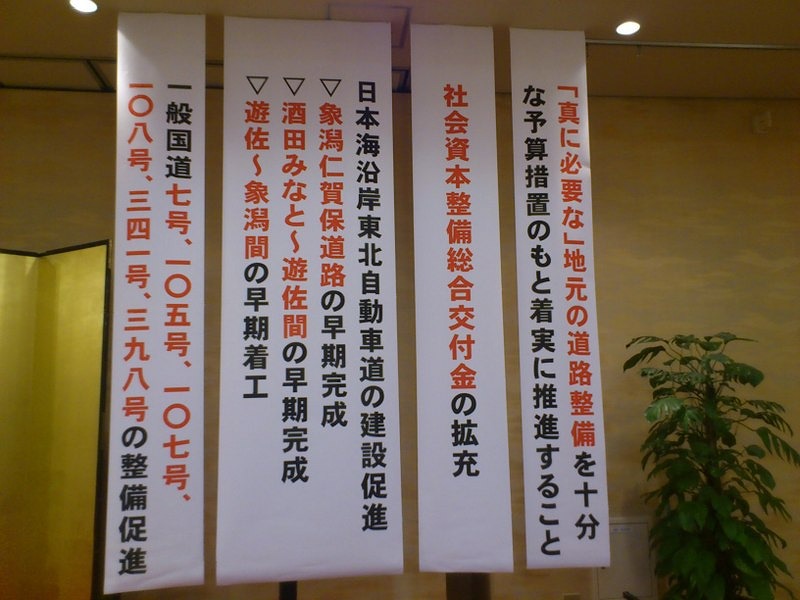 「真に必要な」地元の道路整備を十分
な予算措置のもと着実に推進すること
社会資本整備総合交付金の拡充
日本海沿岸東北自動車道の建設促進
▽象潟仁賀保道路の早期完成
▽酒田みなと〜遊佐間の早期完成
▽遊佐〜象潟間の早期着工
一般国道七号、一〇五号、一〇七号、
一〇八号、三四一号、三九八号の整備促進